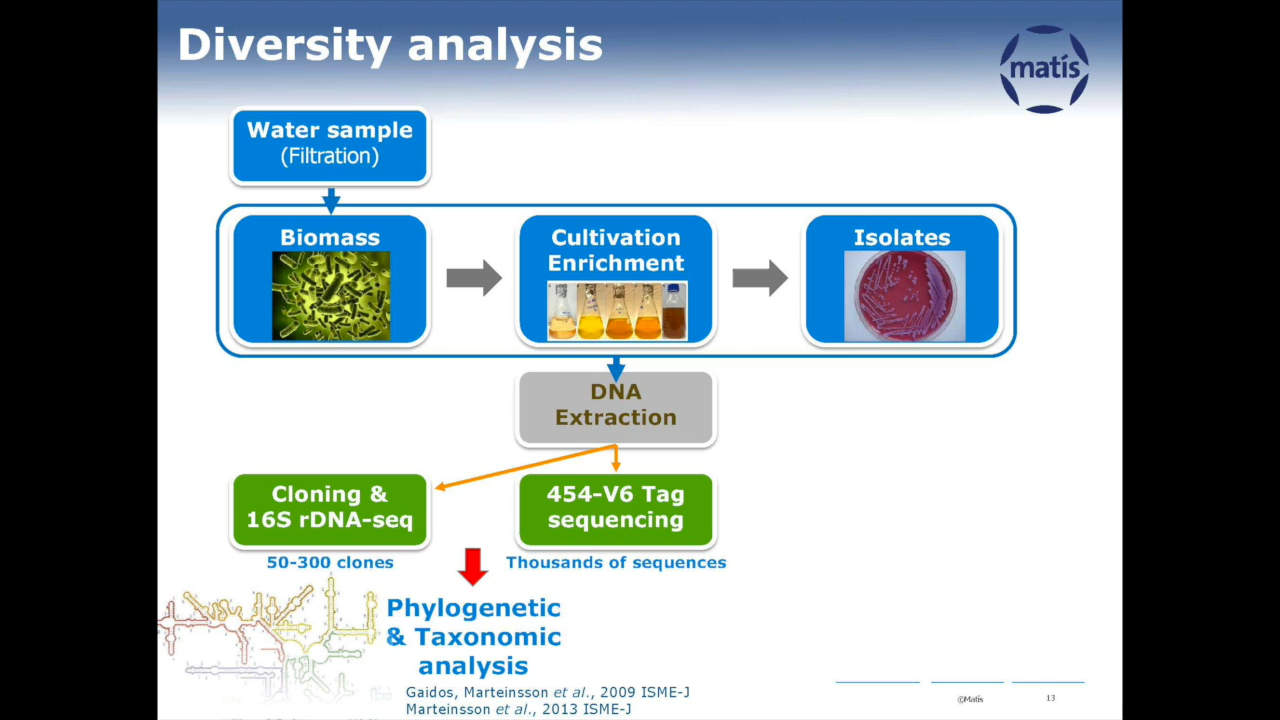 Diversity analysis
matís
Water sample
(Filtration)
Biomass
Cultivation
Enrichment
Isolates
DNA
Extraction
Cloning &
16S rDNA-seq
454-V6 Tag
sequencing
50-300 clones
Thousands of sequences
Phylogenetic
& Taxonomic
analysis
Gaidos, Marteinsson et al., 2009 ISME-J
Marteinsson et al., 2013 ISME-J
©Matís
13